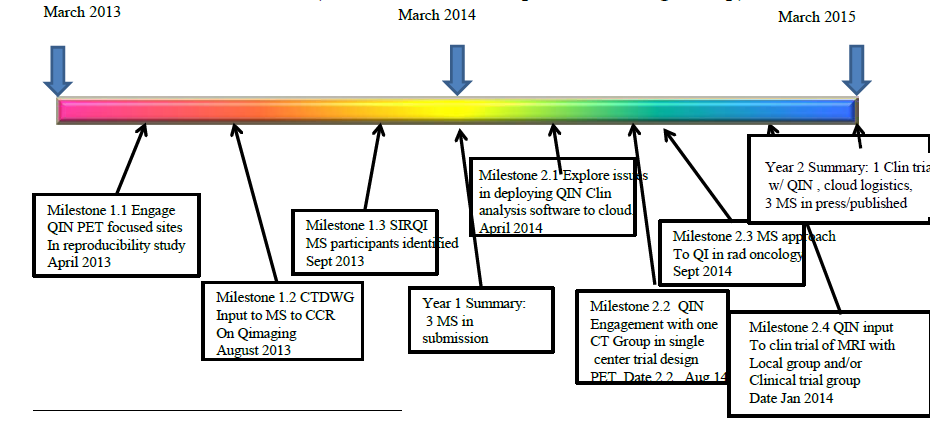 March 2013
March 2014
March 2015
Milestone 1.1 Engage
QIN PET focused sites
In reproducibility study
April 2013
Milestone 1.2 CTDWG
Input to MS to CCR
On Qimaging
August 2013
Milestone 1.3 SIRQI
MS participants identified
Sept 2013
Year 1 Summary:
3 MS in
submission
Milestone 2.1 Explore issues
in deploying QIN Clin
analysis software to cloud
April 2014
Milestone 2.2 QIN
Engagement with one
CT Group in single
center trial design
PET Date 2.2 Aug 14
Milestone 2.3 MS approach
To QI in rad oncology
Sept 2014
Year 2 Summary: 1 Clin tria
w/ QIN , cloud logistics,
3 MS in press/published
Milestone 2.4 QIN input
To clin trial of MRI with
Local group and/or
Clinical trial group
Date Jan 2014